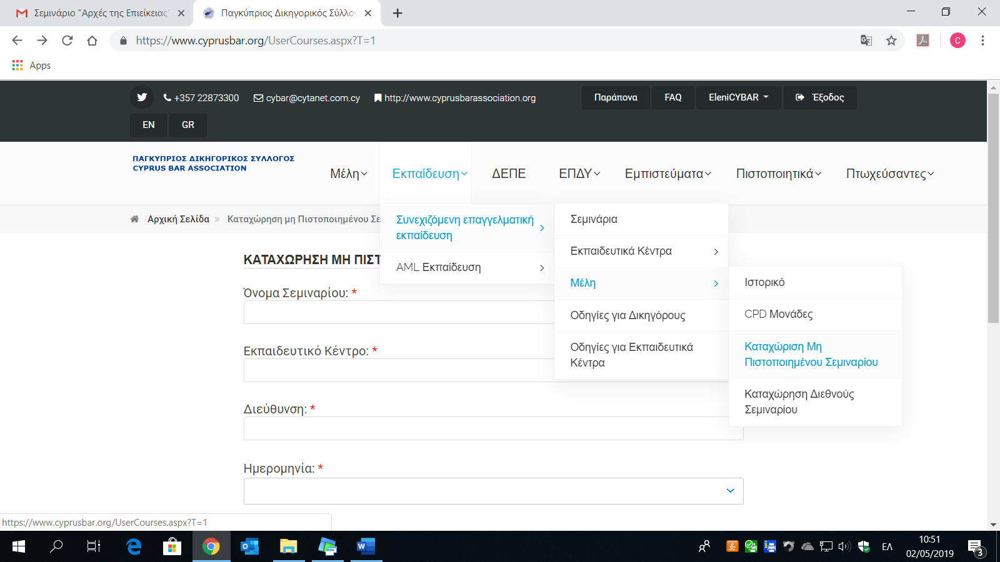 Σεμινάριο "Αρχές της Επιείκειας"
Παγκύπριος Δικηγορικός Σύλλογ
https://www.cyprusbar.org/UserCourses.aspx?T=1
C
Apps
+357 22873300
cybar@cytanet.com.cy
http://www.cyprusbarassociation.org
Παράπονα
FAQ
EleniCYBAR
Έξοδος
EN
GR
ΠΑΓΚΥΠΡΙΟΣ ΔΙΚΗΓΟΡΙΚΟΣ ΣΥΛΛΟΓΟΣ
CYPRUS BAR ASSOCIATION
Μέλη
Εκπαίδευση
ΔΕΠΕ
ΕΠΔΥ
Εμπιστεύματα
Πιστοποιητικά
Πτωχεύσαντες
Αρχική Σελίδα » Καταχώρηση μη Πιστοποιημένου Σε
Συνεχιζόμενη επαγγελματική
εκπαίδευση
AML Εκπαίδευση
Σεμινάρια
Εκπαιδευτικά Κέντρα
Μέλη
Οδηγίες για Δικηγόρους
Οδηγίες για Εκπαιδευτικά
Κέντρα
Ιστορικό
CPD Μονάδες
Καταχώριση Μη
Πιστοποιημένου Σεμιναρίου
Καταχώρηση Διεθνούς
Σεμιναρίου
ΚΑΤΑΧΩΡΗΣΗ ΜΗ ΠΙΣΤ
Όνομα Σεμιναρίου: *
Εκπαιδευτικό Κέντρο: *
Διεύθυνση: *
Ημερομηνία: *
https://www.cyprusbar.org/UserCourses.aspx?T=1
ΕΛ
10:51
02/05/2019
3